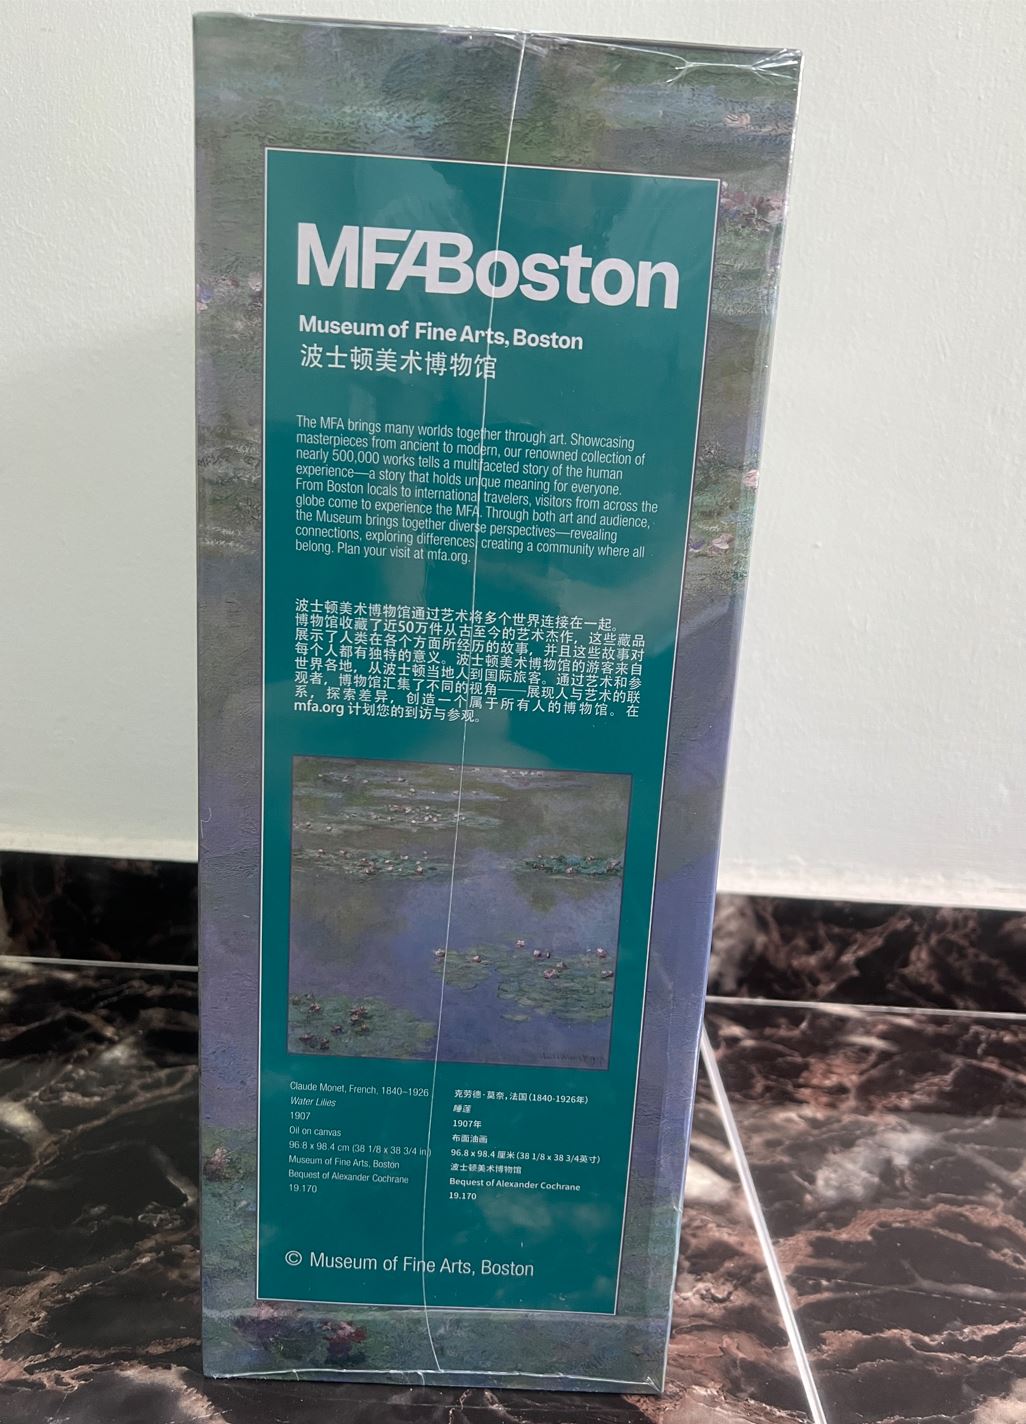 MFABoston
Museum of Fine Arts, Boston
波士顿美术博物馆
The MFA brings many worlds together through art. Showcasing
masterpieces from ancient to modern, our renowned collection of
nearly 500,000 works tells a multifaceted story of the human
experience—a story that holds unique meaning for everyone.
From Boston locals to international travelers, visitors from across the
globe come to experience the MFA. Through both art and audience,
the Museum brings together diverse perspectives—revealing
connections, exploring differences, creating a community where all
belong. Plan your visit at mfa.org.
波士顿美术博物馆通过艺术将多个世界连接在一起。
博物馆收藏了近50万件从古至今的艺术杰作，这些藏品
展示了人类在各个方面所经历的故事，并且这些故事对
每个人都有独特的意义。波士顿美术博物馆的游客来自
世界各地，从波士顿当地人到国际旅客。通过艺术和参
观者，博物馆汇集了不同的视角——展现人与艺术的联
系，探索差异，创造一个属于所有人的博物馆。在
mfa.org 计划您的到访与参观。
Claude Monet, French, 1840–1926
Water Lilies
1907
Oil on canvas
96.8 x 98.4 cm (38 1/8 x 38 3/4 in)
Museum of Fine Arts, Boston
Bequest of Alexander Cochrane
19.170
克劳德·莫奈，法国（1840-1926年）
睡莲
1907年
布面油画
96.8 x 98.4 厘米（38 1/8 x 38 3/4英寸）
波士顿美术博物馆
Bequest of Alexander Cochrane
19.170
© Museum of Fine Arts, Boston